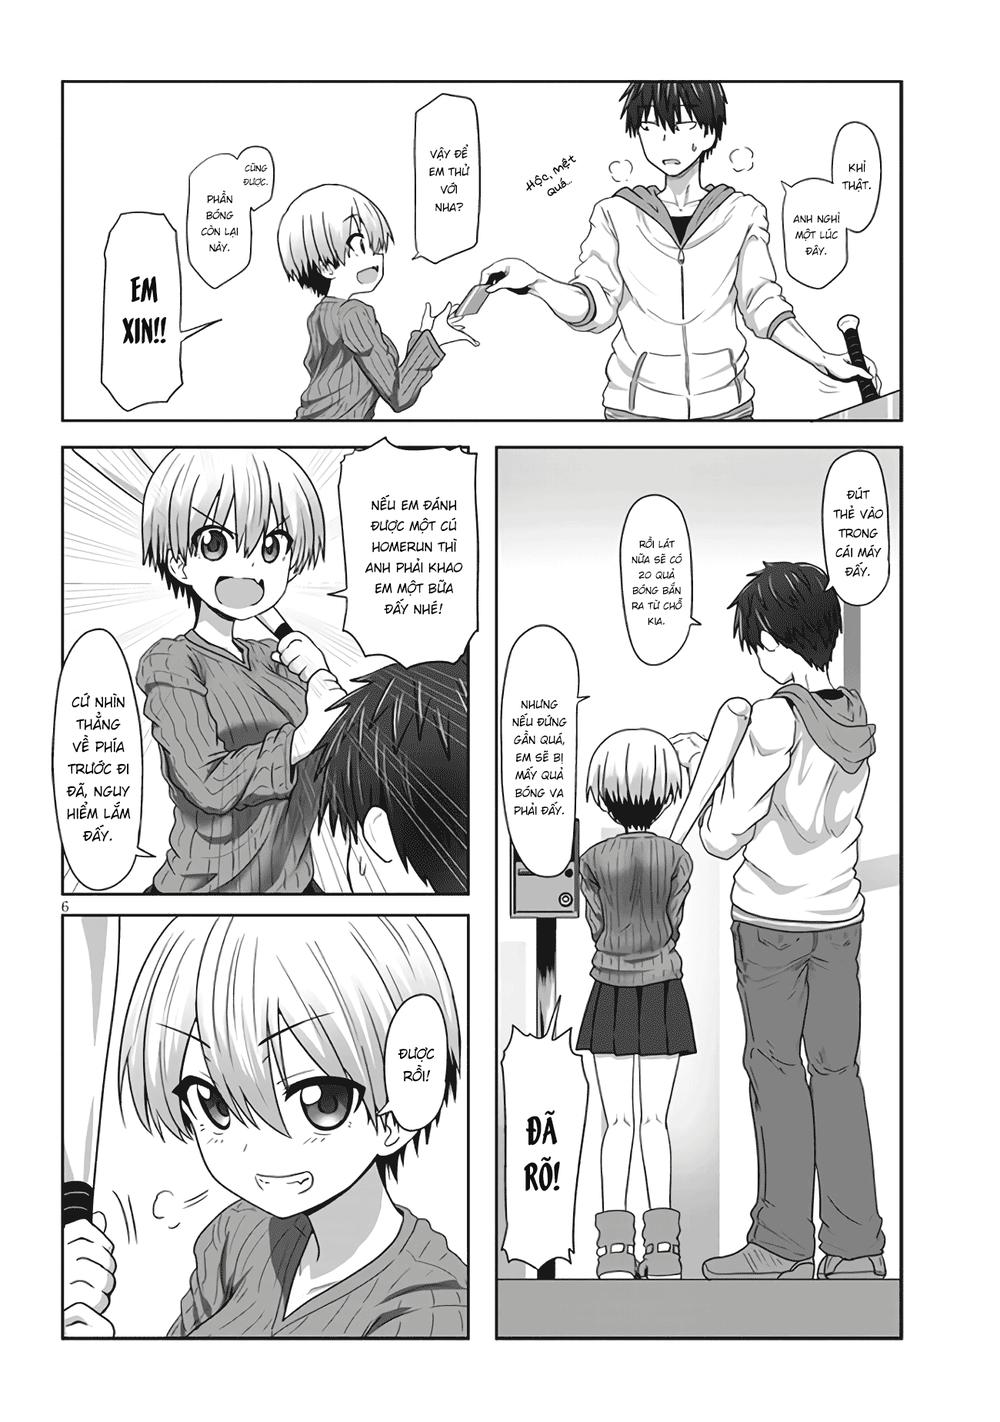 KHỈ
THẬT.
ANH NGHỈ
MỘT LÚC
ĐÂY.
HỘC, MỆT
QUÁ...
VẬY ĐỂ
EM THỬ
VỚI
NHA?
CŨNG
ĐƯỢC.
PHẦN
BÓNG
CÒN LẠI
NÀY.
EM
XIN!!
ĐÚT
THẺ VÀO
TRONG
CÁI MÁY
ĐẤY.
RỒI LÁT
NỮA SẼ CÓ
20 QUẢ
BÓNG BẮN
RA TỪ CHỖ
KIA.
NHƯNG
NẾU ĐỨNG
GẦN QUÁ,
EM SẼ BỊ
MẤY QUẢ
BÓNG VA
PHẢI ĐẤY.
ĐÃ
RÕ!
NẾU EM ĐÁNH
ĐƯỢC MỘT CÚ
HOMERUN THÌ
ANH PHẢI KHAO
EM MỘT BỮA
ĐẤY NHÉ!
CỨ NHÌN
THẲNG
VỀ PHÍA
TRƯỚC ĐI
ĐÃ, NGUY
HIỂM LẮM
ĐẤY.
6
ĐƯỢC
RỒI!